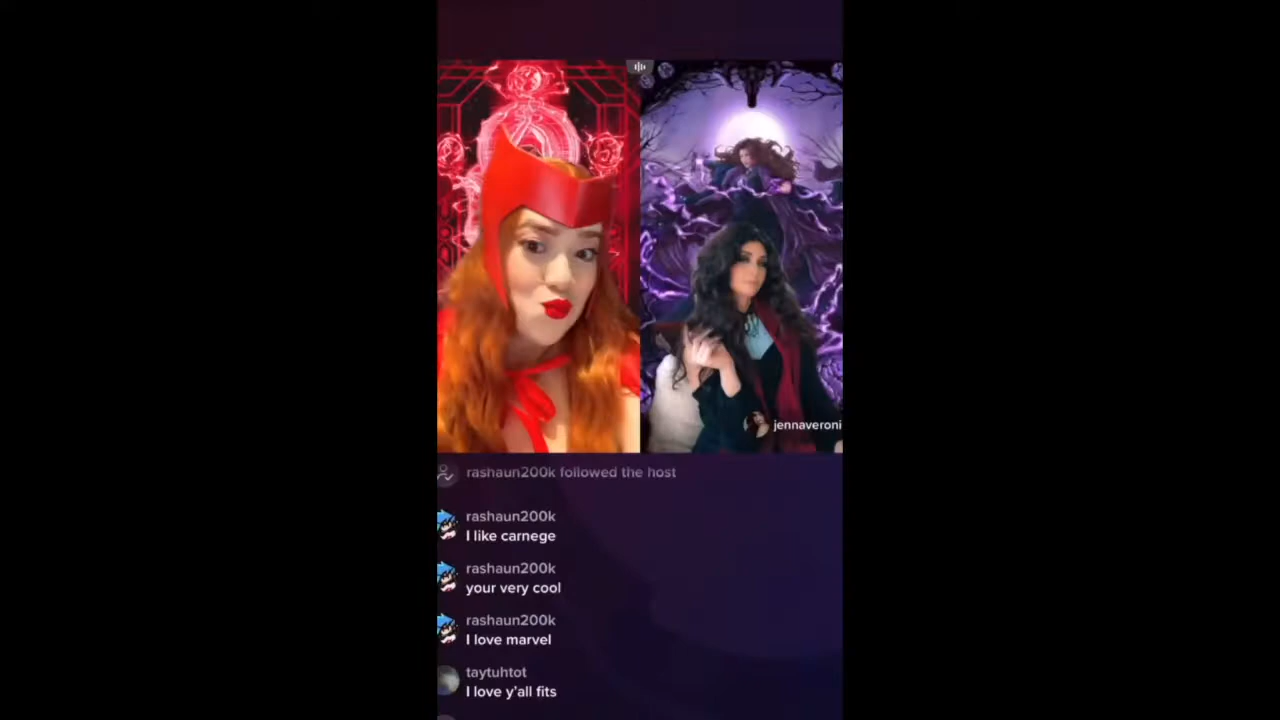 jennaveroni
rashaun200k followed the host
rashaun200k
I like carnege
rashaun200k
your very cool
rashaun200k
I love marvel
taytuhtot
I love y'all fits